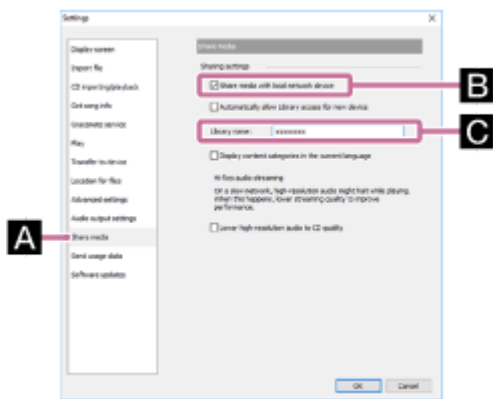 Settings
Display screen
Import file
CD importing/playback
Get song info
Gracenote service
Play
Transfer to device
Location for files
Advanced settings
Audio output settings
Share media
Send usage data
Software updates
Share media
Sharing settings
Share media with local network device
Automatically allow Library access for new device
Library name: xxxxxxxx
Display content categories in the current language
Hi-Res audio streaming
On a slow network, high-resolution audio might halt while playing.
When this happens, lower streaming quality to improve
performance.
Lower high-resolution audio to CD quality
OK
Cancel
A
B
C